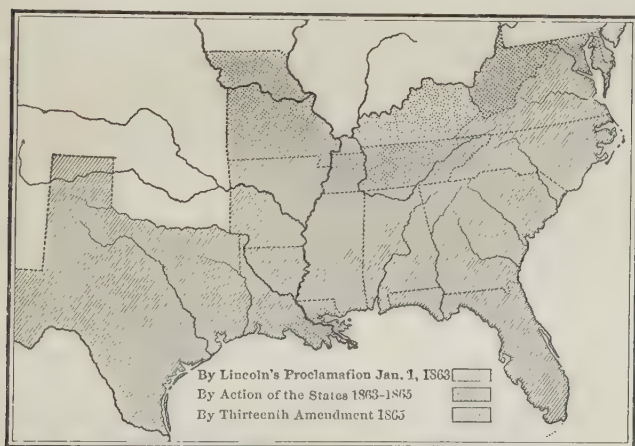 By Lincoln's Proclamation Jan. 1, 1863
By Action of the States 1863-1865
By Thirteenth Amendment 1865